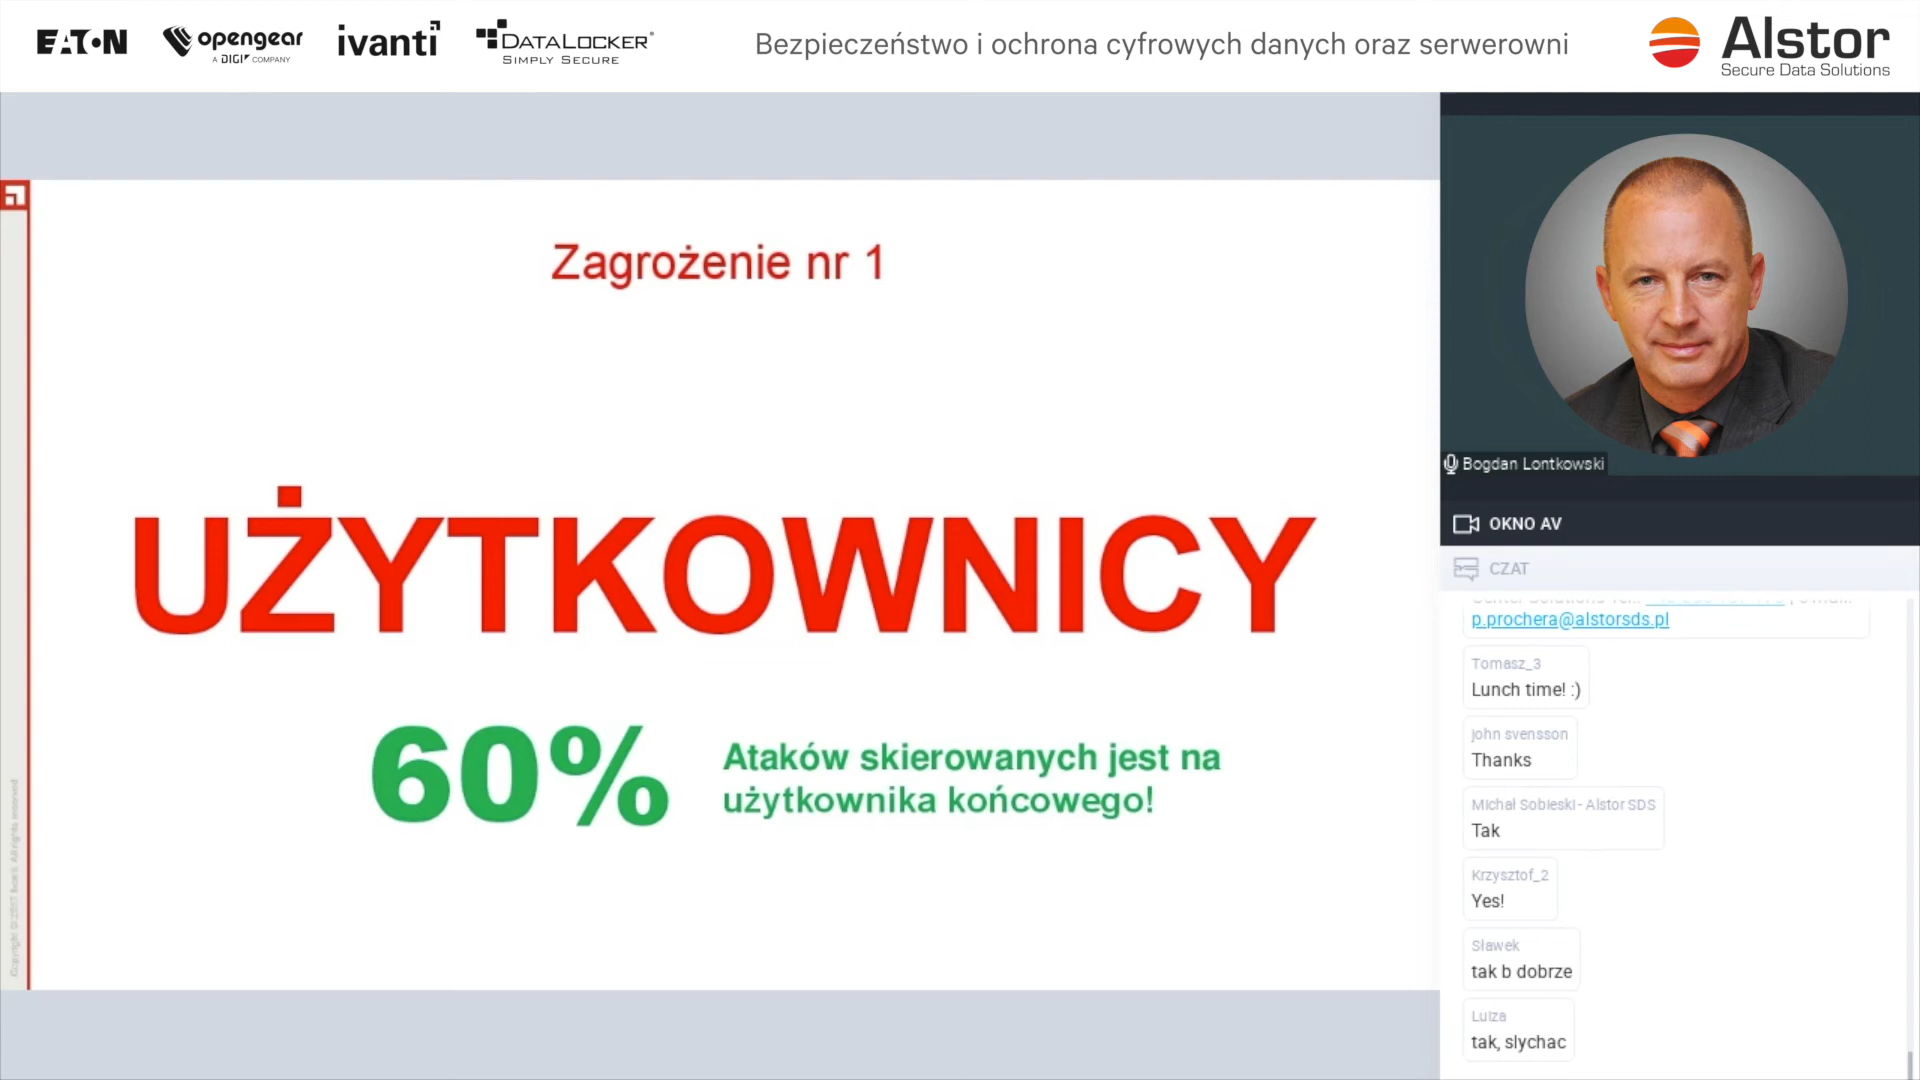 EATON
opengear
A DIGI COMPANY
ivanti
DATALOCKER
SIMPLY SECURE
Bezpieczeństwo i ochrona cyfrowych danych oraz serwerowni
Alstor
Secure Data Solutions
Zagrożenie nr 1
UŻYTKOWNICY
60%
Ataków skierowanych jest na
użytkownika końcowego!
Bogdan Lontkowski
OKNO AV
CZAT
p.prochera@alstorsds.pl
Tomasz_3
Lunch time! :)
john svensson
Thanks
Michał Sobieski - Alstor SDS
Tak
Krzysztof_2
Yes!
Sławek
tak b dobrze
Luiza
tak, slychac